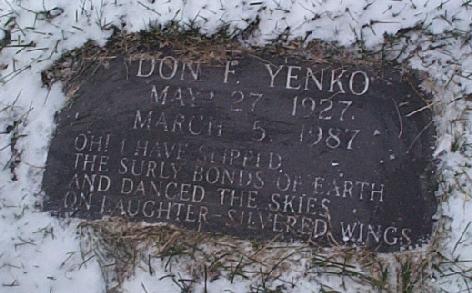 DON F. YENKO
MAY 27, 1927.
MARCH 5, 1987
OH! I HAVE SLIPPED
THE SURLY BONDS OF EARTH
AND DANCED THE SKIES
ON LAUGHTER-SILVERED WINGS